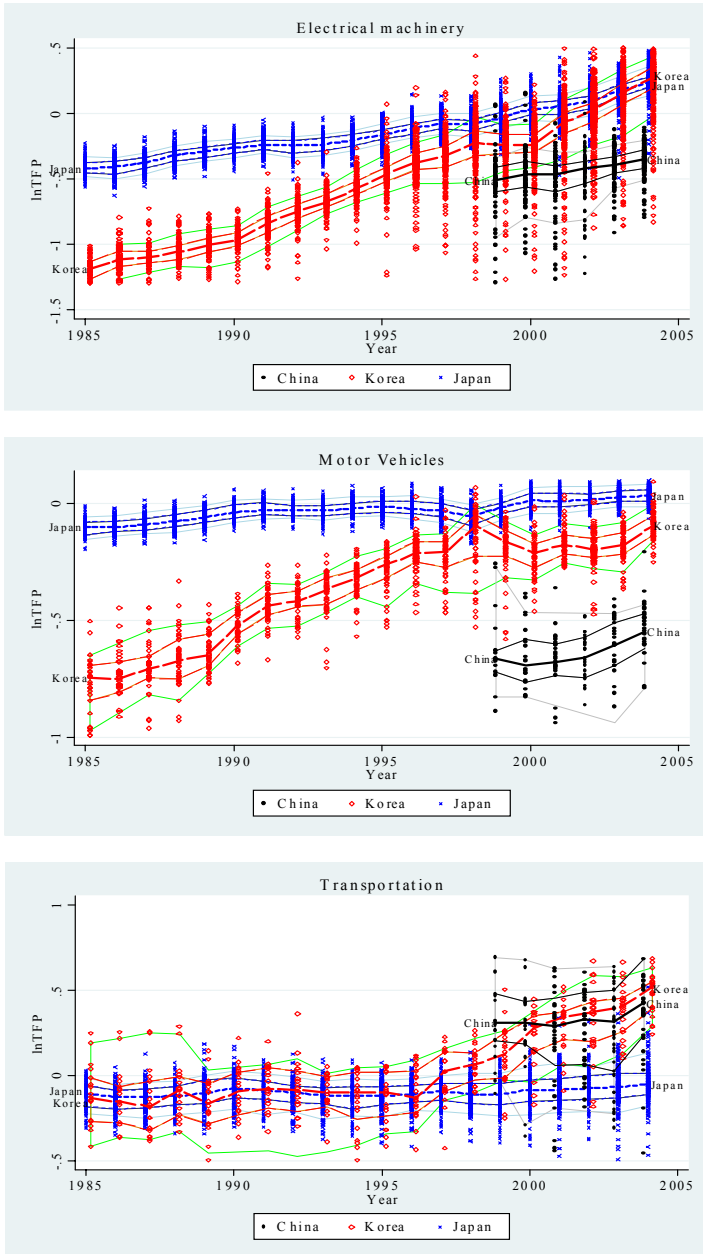 Electrical machinery
lnTFP
.5
0
-.5
-1
-1.5
Japan
Korea
China
Korea
Japan
China
1985 1990 1995 2000 2005
Year
China Korea Japan
Motor Vehicles
lnTFP
0
-.5
-1
Japan
Korea
China
Japan
Korea
China
1985 1990 1995 2000 2005
Year
China Korea Japan
Transportation
lnTFP
1
.5
0
-.5
Japan
Korea
China
Korea
China
Japan
1985 1990 1995 2000 2005
Year
China Korea Japan